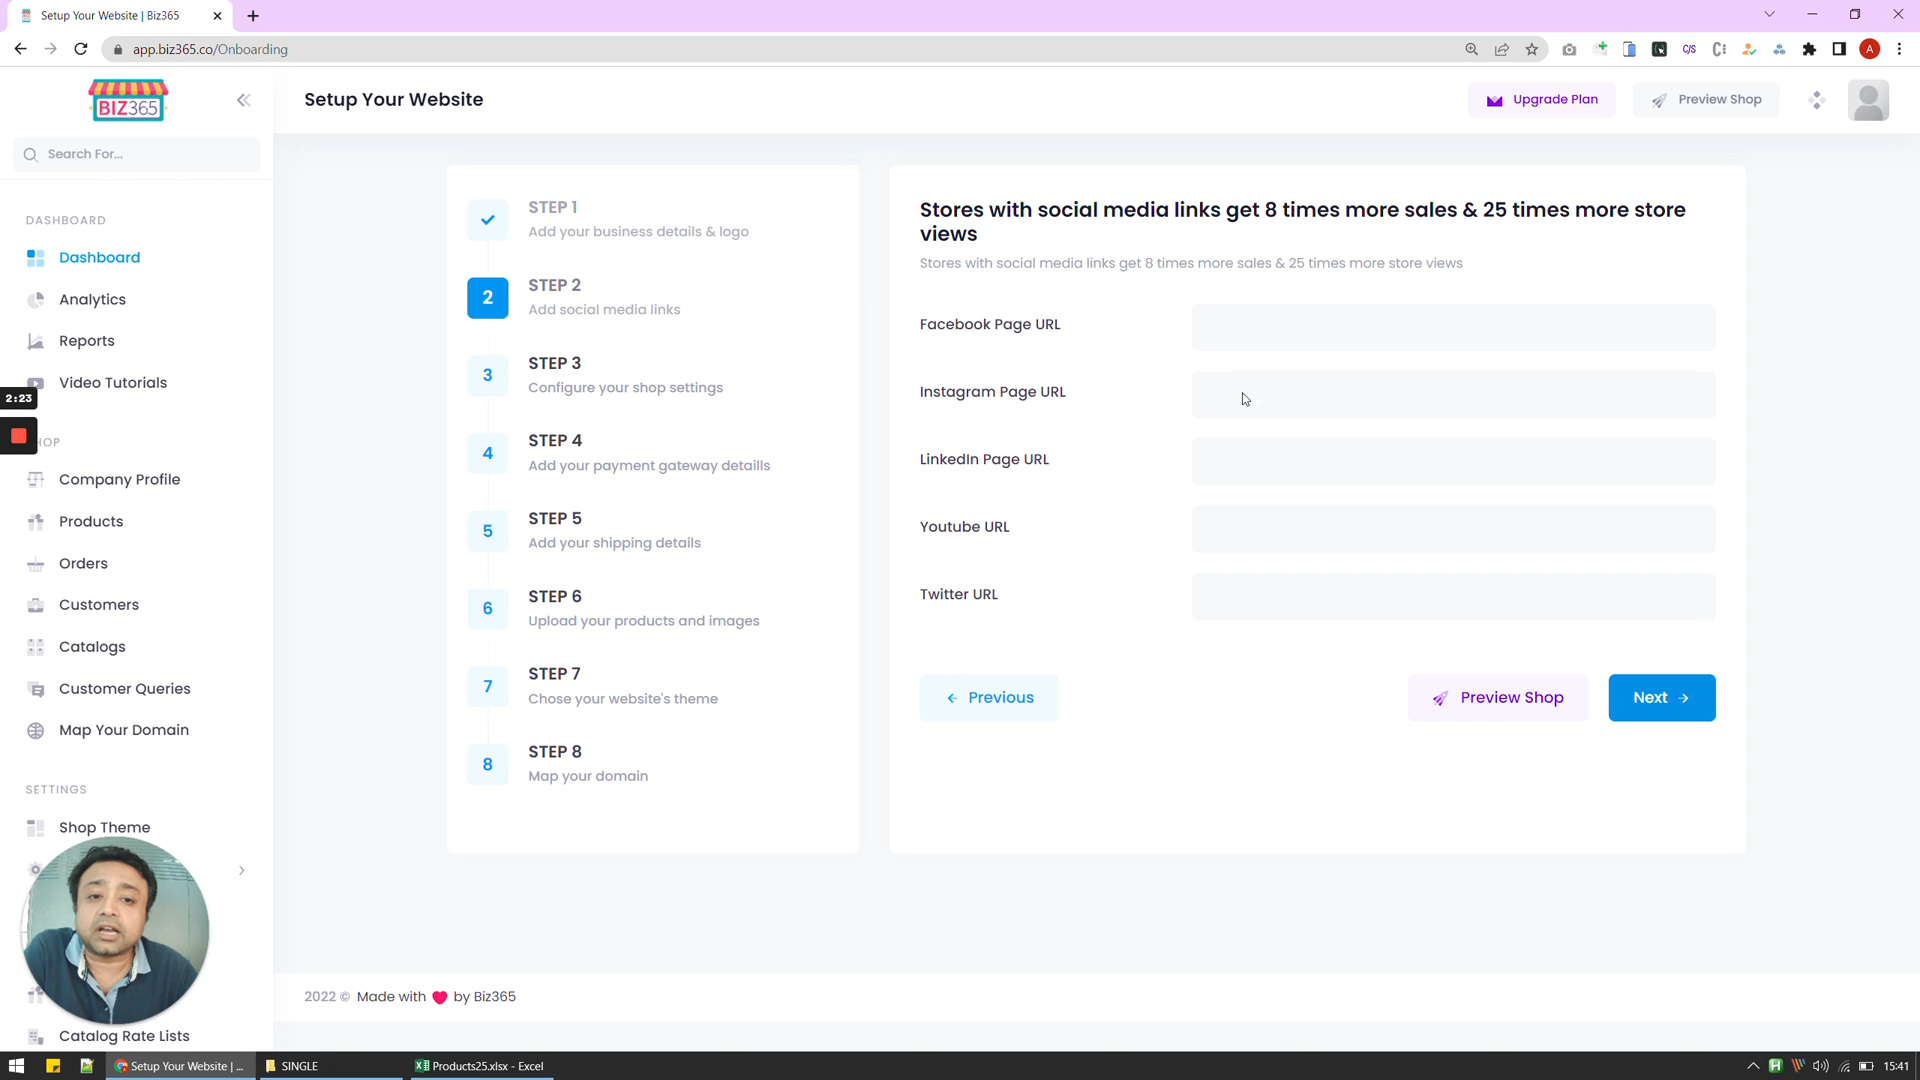 Setup Your Website | Biz365
app.biz365.co/Onboarding
C/S
A
BIZ365
Setup Your Website
Upgrade Plan
Preview Shop
Search For...
DASHBOARD
Dashboard
Analytics
Reports
Video Tutorials
2:23
HOP
Company Profile
Products
Orders
Customers
Catalogs
Customer Queries
Map Your Domain
SETTINGS
Shop Theme
Catalog Rate Lists
STEP 1
Add your business details & logo
2
STEP 2
Add social media links
3
STEP 3
Configure your shop settings
4
STEP 4
Add your payment gateway detaills
5
STEP 5
Add your shipping details
6
STEP 6
Upload your products and images
7
STEP 7
Chose your website's theme
8
STEP 8
Map your domain
Stores with social media links get 8 times more sales & 25 times more store
views
Stores with social media links get 8 times more sales & 25 times more store views
Facebook Page URL
Instagram Page URL
LinkedIn Page URL
Youtube URL
Twitter URL
Previous
Preview Shop
Next
2022 © Made with by Biz365
Setup Your Website | ...
SINGLE
Products25.xlsx - Excel
15:41